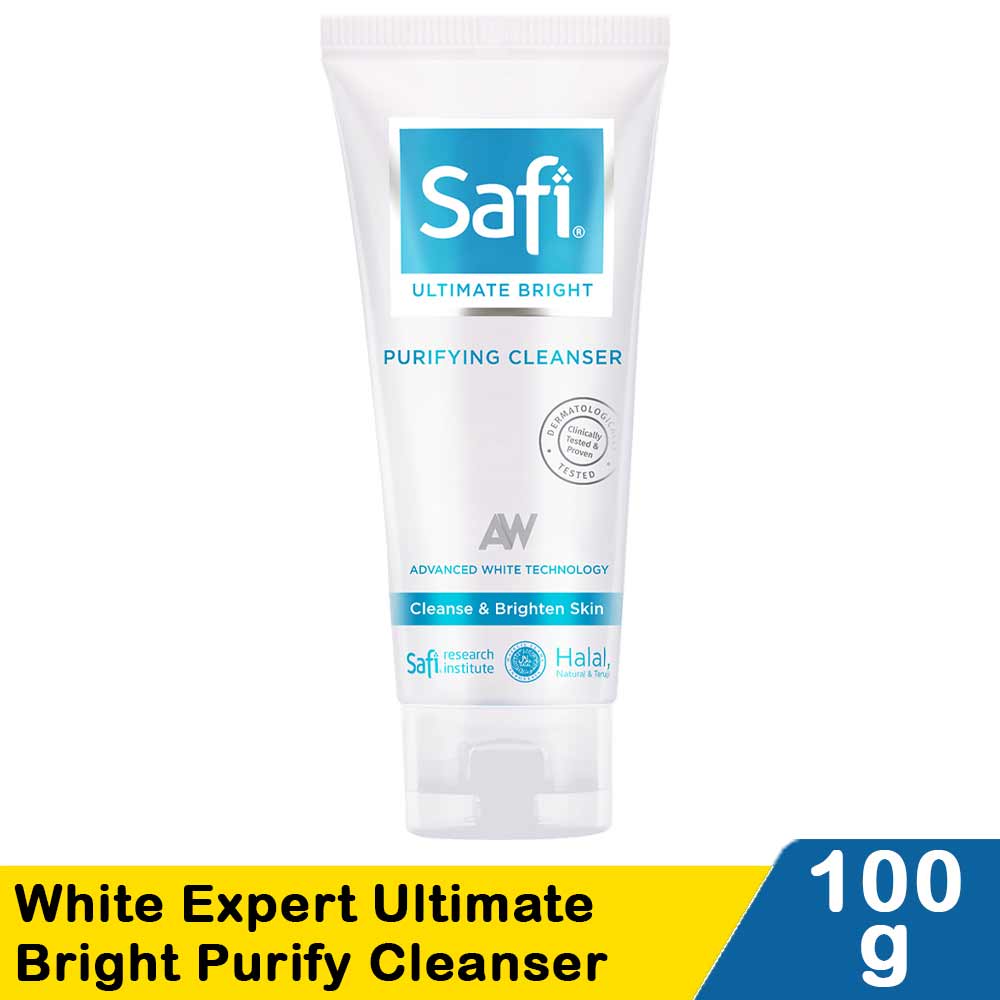 Safi®
ULTIMATE BRIGHT
PURIFYING CLEANSER
DERMATOLOGICALLY
Clinically
Tested &
Proven
TESTED
AW
ADVANCED WHITE TECHNOLOGY
Cleanse & Brighten Skin
Safi research
institute
Halal,
Natural &
White Expert Ultimate
Bright Purify Cleanser
100
g